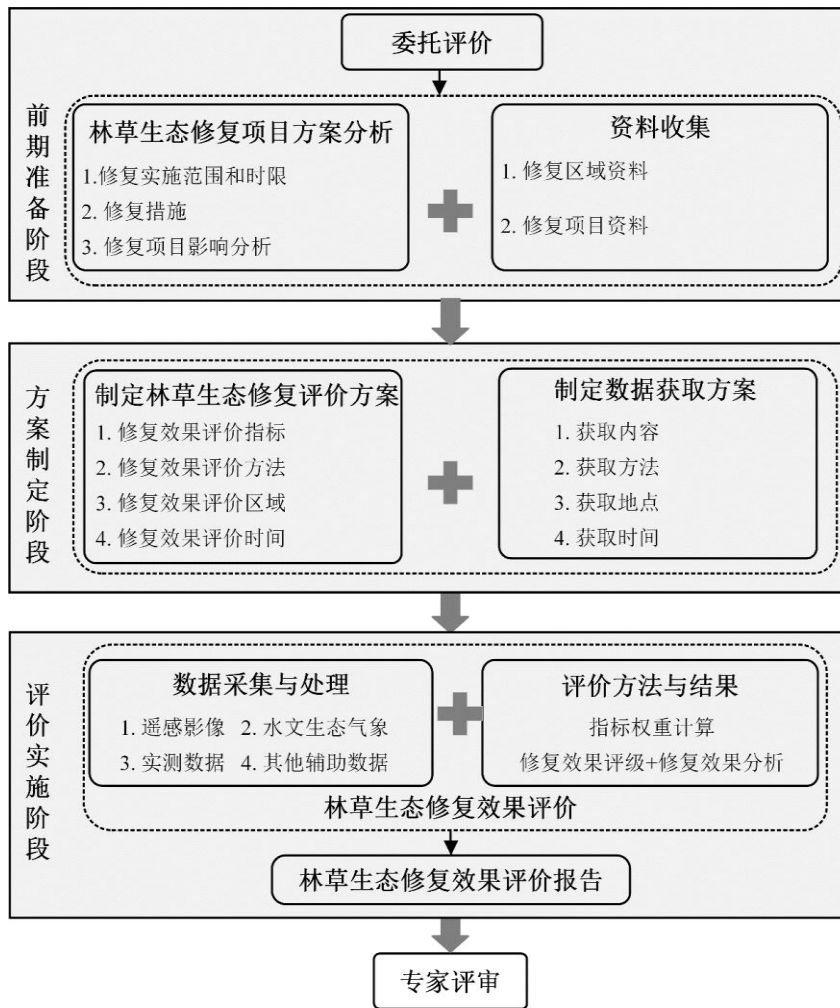 委托评价
前期准备阶段
林草生态修复项目方案分析
1.修复实施范围和时限
2. 修复措施
3. 修复项目影响分析
资料收集
1. 修复区域资料
2. 修复项目资料
方案制定阶段
制定林草生态修复评价方案
1. 修复效果评价指标
2. 修复效果评价方法
3. 修复效果评价区域
4. 修复效果评价时间
制定数据获取方案
1. 获取内容
2. 获取方法
3. 获取地点
4. 获取时间
评价实施阶段
数据采集与处理
1. 遥感影像 2. 水文生态气象
3. 实测数据 4. 其他辅助数据
评价方法与结果
指标权重计算
修复效果评级+修复效果分析
林草生态修复效果评价
林草生态修复效果评价报告
专家评审